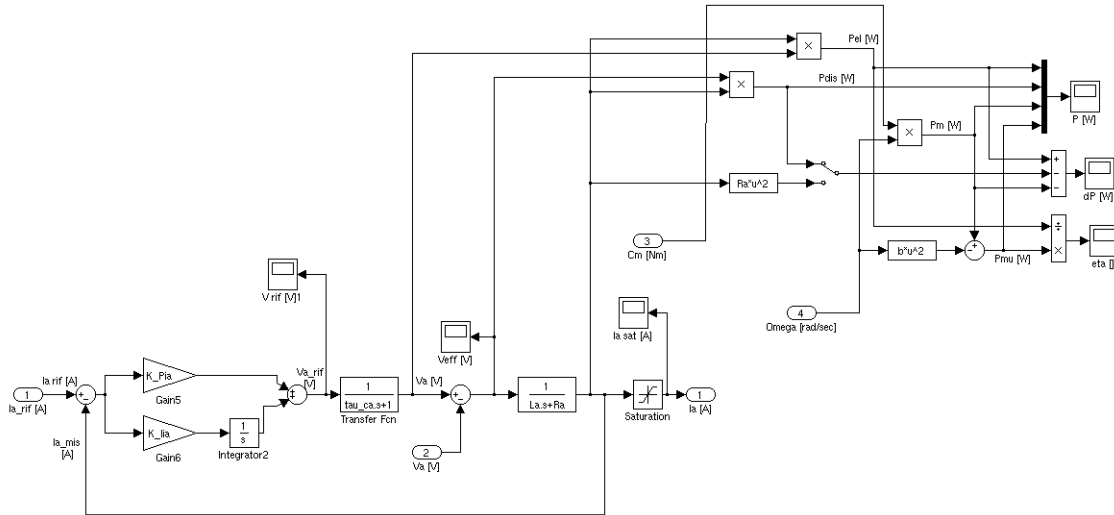 Pel [W]
Pdis [W]
P [W]
Pm [W]
Ra*u^2
dP [W]
3
Cm [Nm]
b*u^2
Pmu [W]
eta []
V rif [V]1
4
Omega [rad/sec]
Ia sat [A]
Veff [V]
Ia rif [A]
1
Ia_rif [A]
K_Pia
Gain5
Va_rif
[V]
1
tau_ca.s+1
Transfer Fcn
Va [V]
1
La.s+Ra
Saturation
1
Ia [A]
Ia_mis
[A]
K_Iia
Gain6
1
s
Integrator2
2
Va [V]